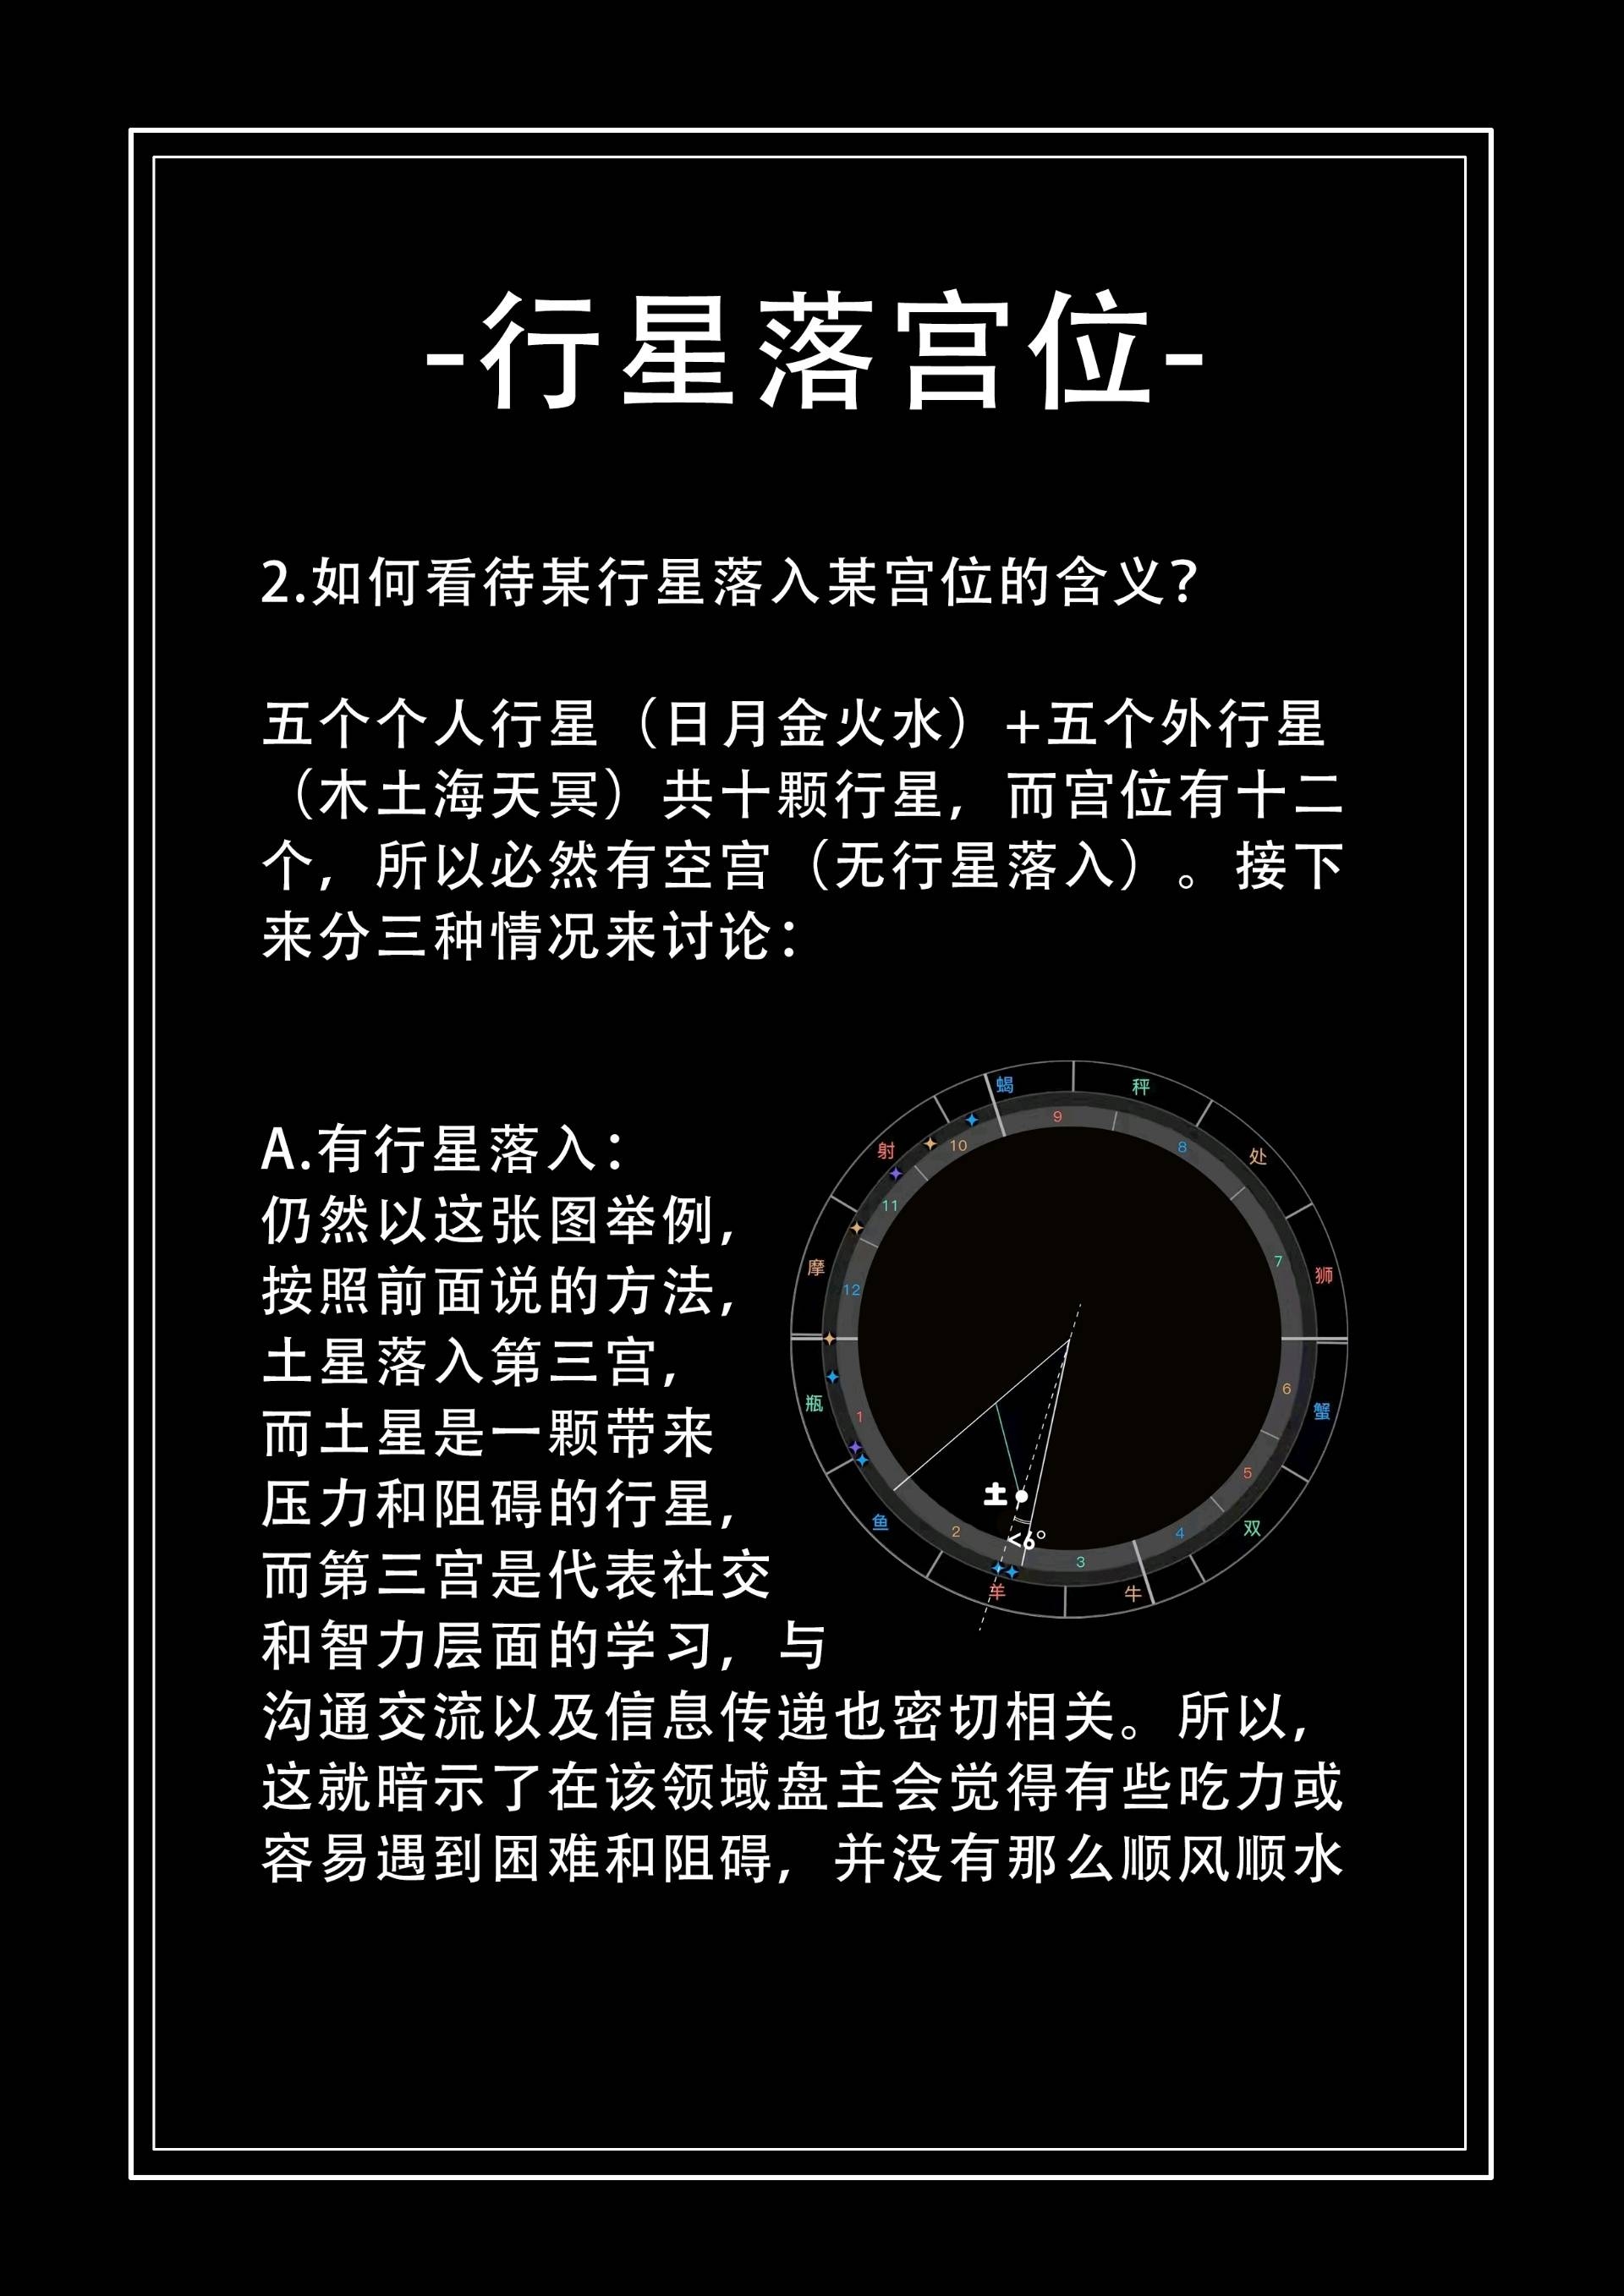 -行星落宫位-
2.如何看待某行星落入某宫位的含义？
五个个人行星（日月金火水）+五个外行星
（木土海天冥）共十颗行星，而宫位有十二
个，所以必然有空宫（无行星落入）。接下
来分三种情况来讨论：
A.有行星落入：
仍然以这张图举例，
按照前面说的方法，
土星落入第三宫，
而土星是一颗带来
压力和阻碍的行星，
而第三宫是代表社交
和智力层面的学习，与
沟通交流以及信息传递也密切相关。所以，
这就暗示了在该领域盘主会觉得有些吃力或
容易遇到困难和阻碍，并没有那么顺风顺水
蝎
秤
9
射
10
8
处
11
摩
12
7
狮
瓶
1
6
蟹
土
5
鱼
2
<6°
4
双
3
羊
牛